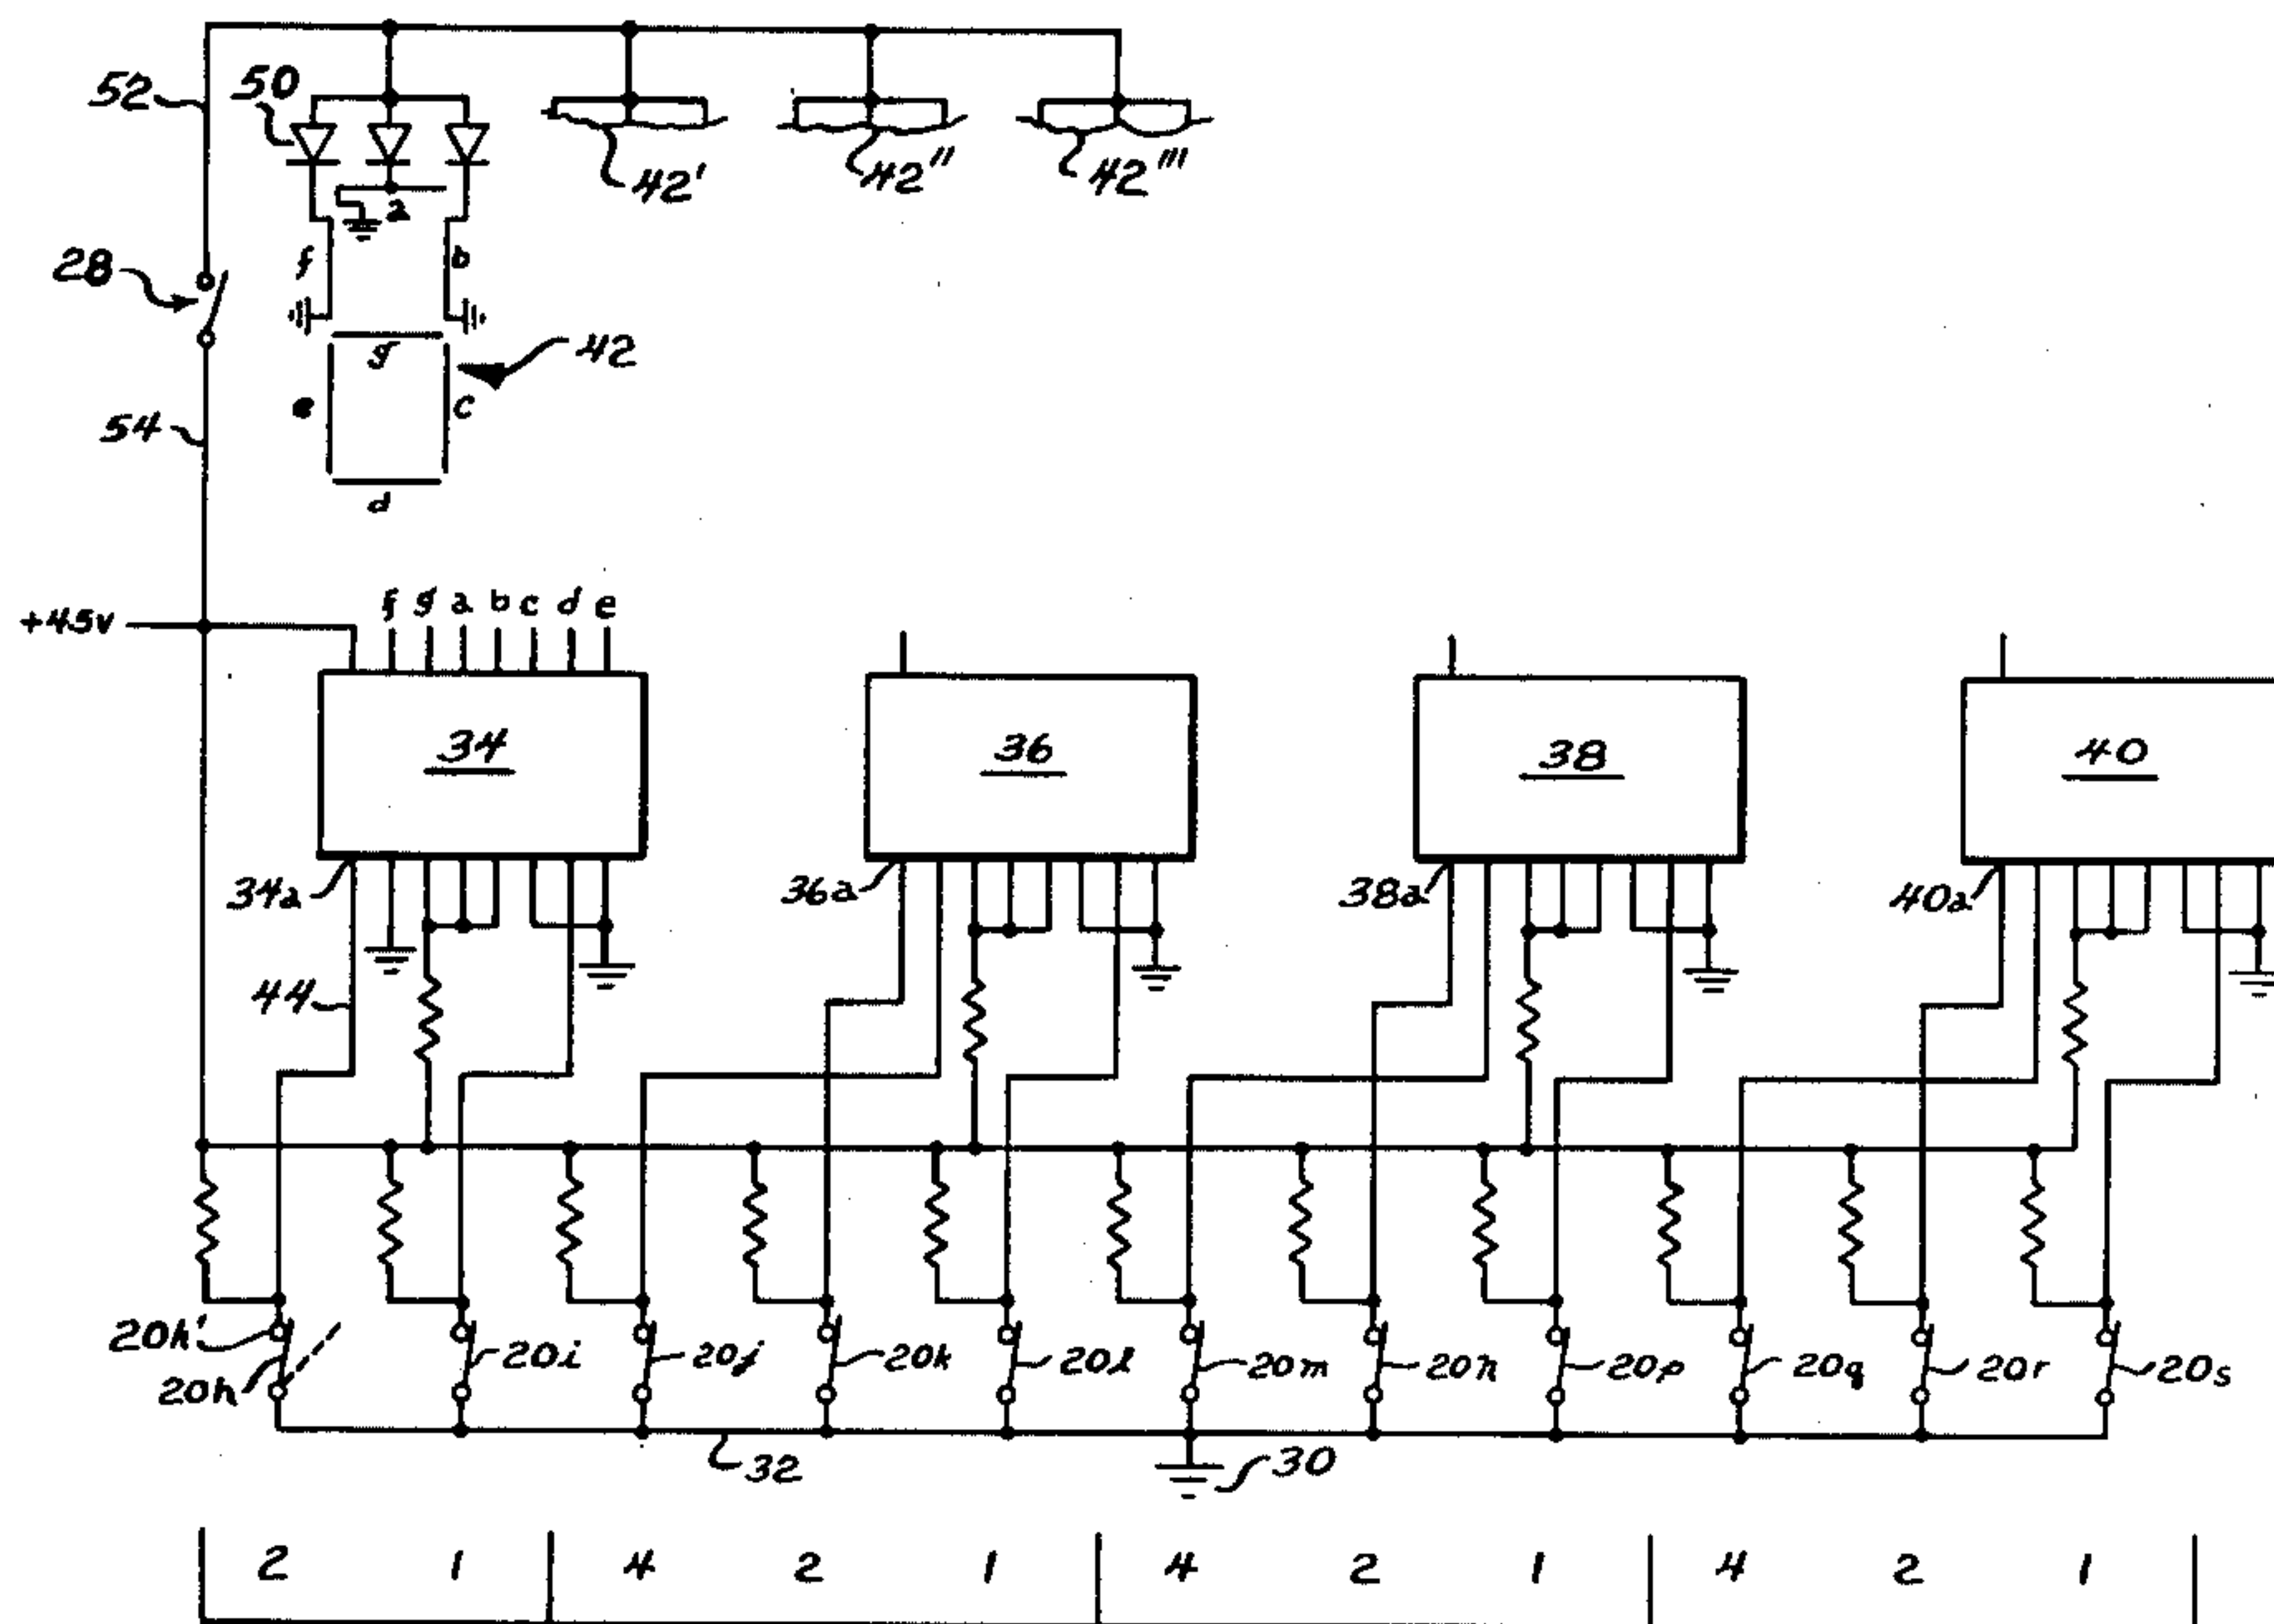 52
50
42'
42"
42'''
a
28
f
b
g
42
e
c
54
d
+45v
f g a b c d e
34
36
38
40
34a
36a
38a
40a
44
20h'
20h
20i
20j
20k
20l
20m
20n
20p
20q
20r
20s
32
30
2 1 4 2 1 4 2 1 4 2 1